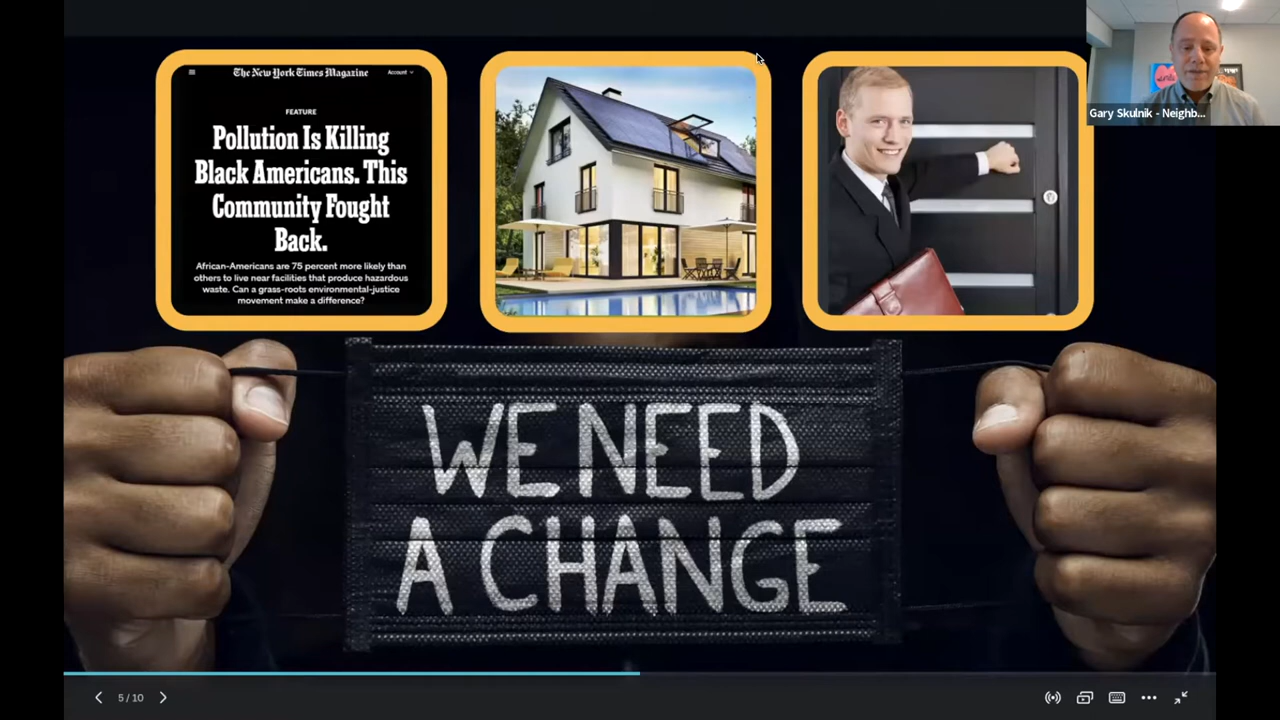 The New York Times Magazine
Account
FEATURE
Pollution Is Killing
Black Americans. This
Community Fought
Back.
African-Americans are 75 percent more likely than
others to live near facilities that produce hazardous
waste. Can a grass-roots environmental-justice
movement make a difference?
Gary Skulnik - Neighb...
WE NEED
A CHANGE
5 / 10